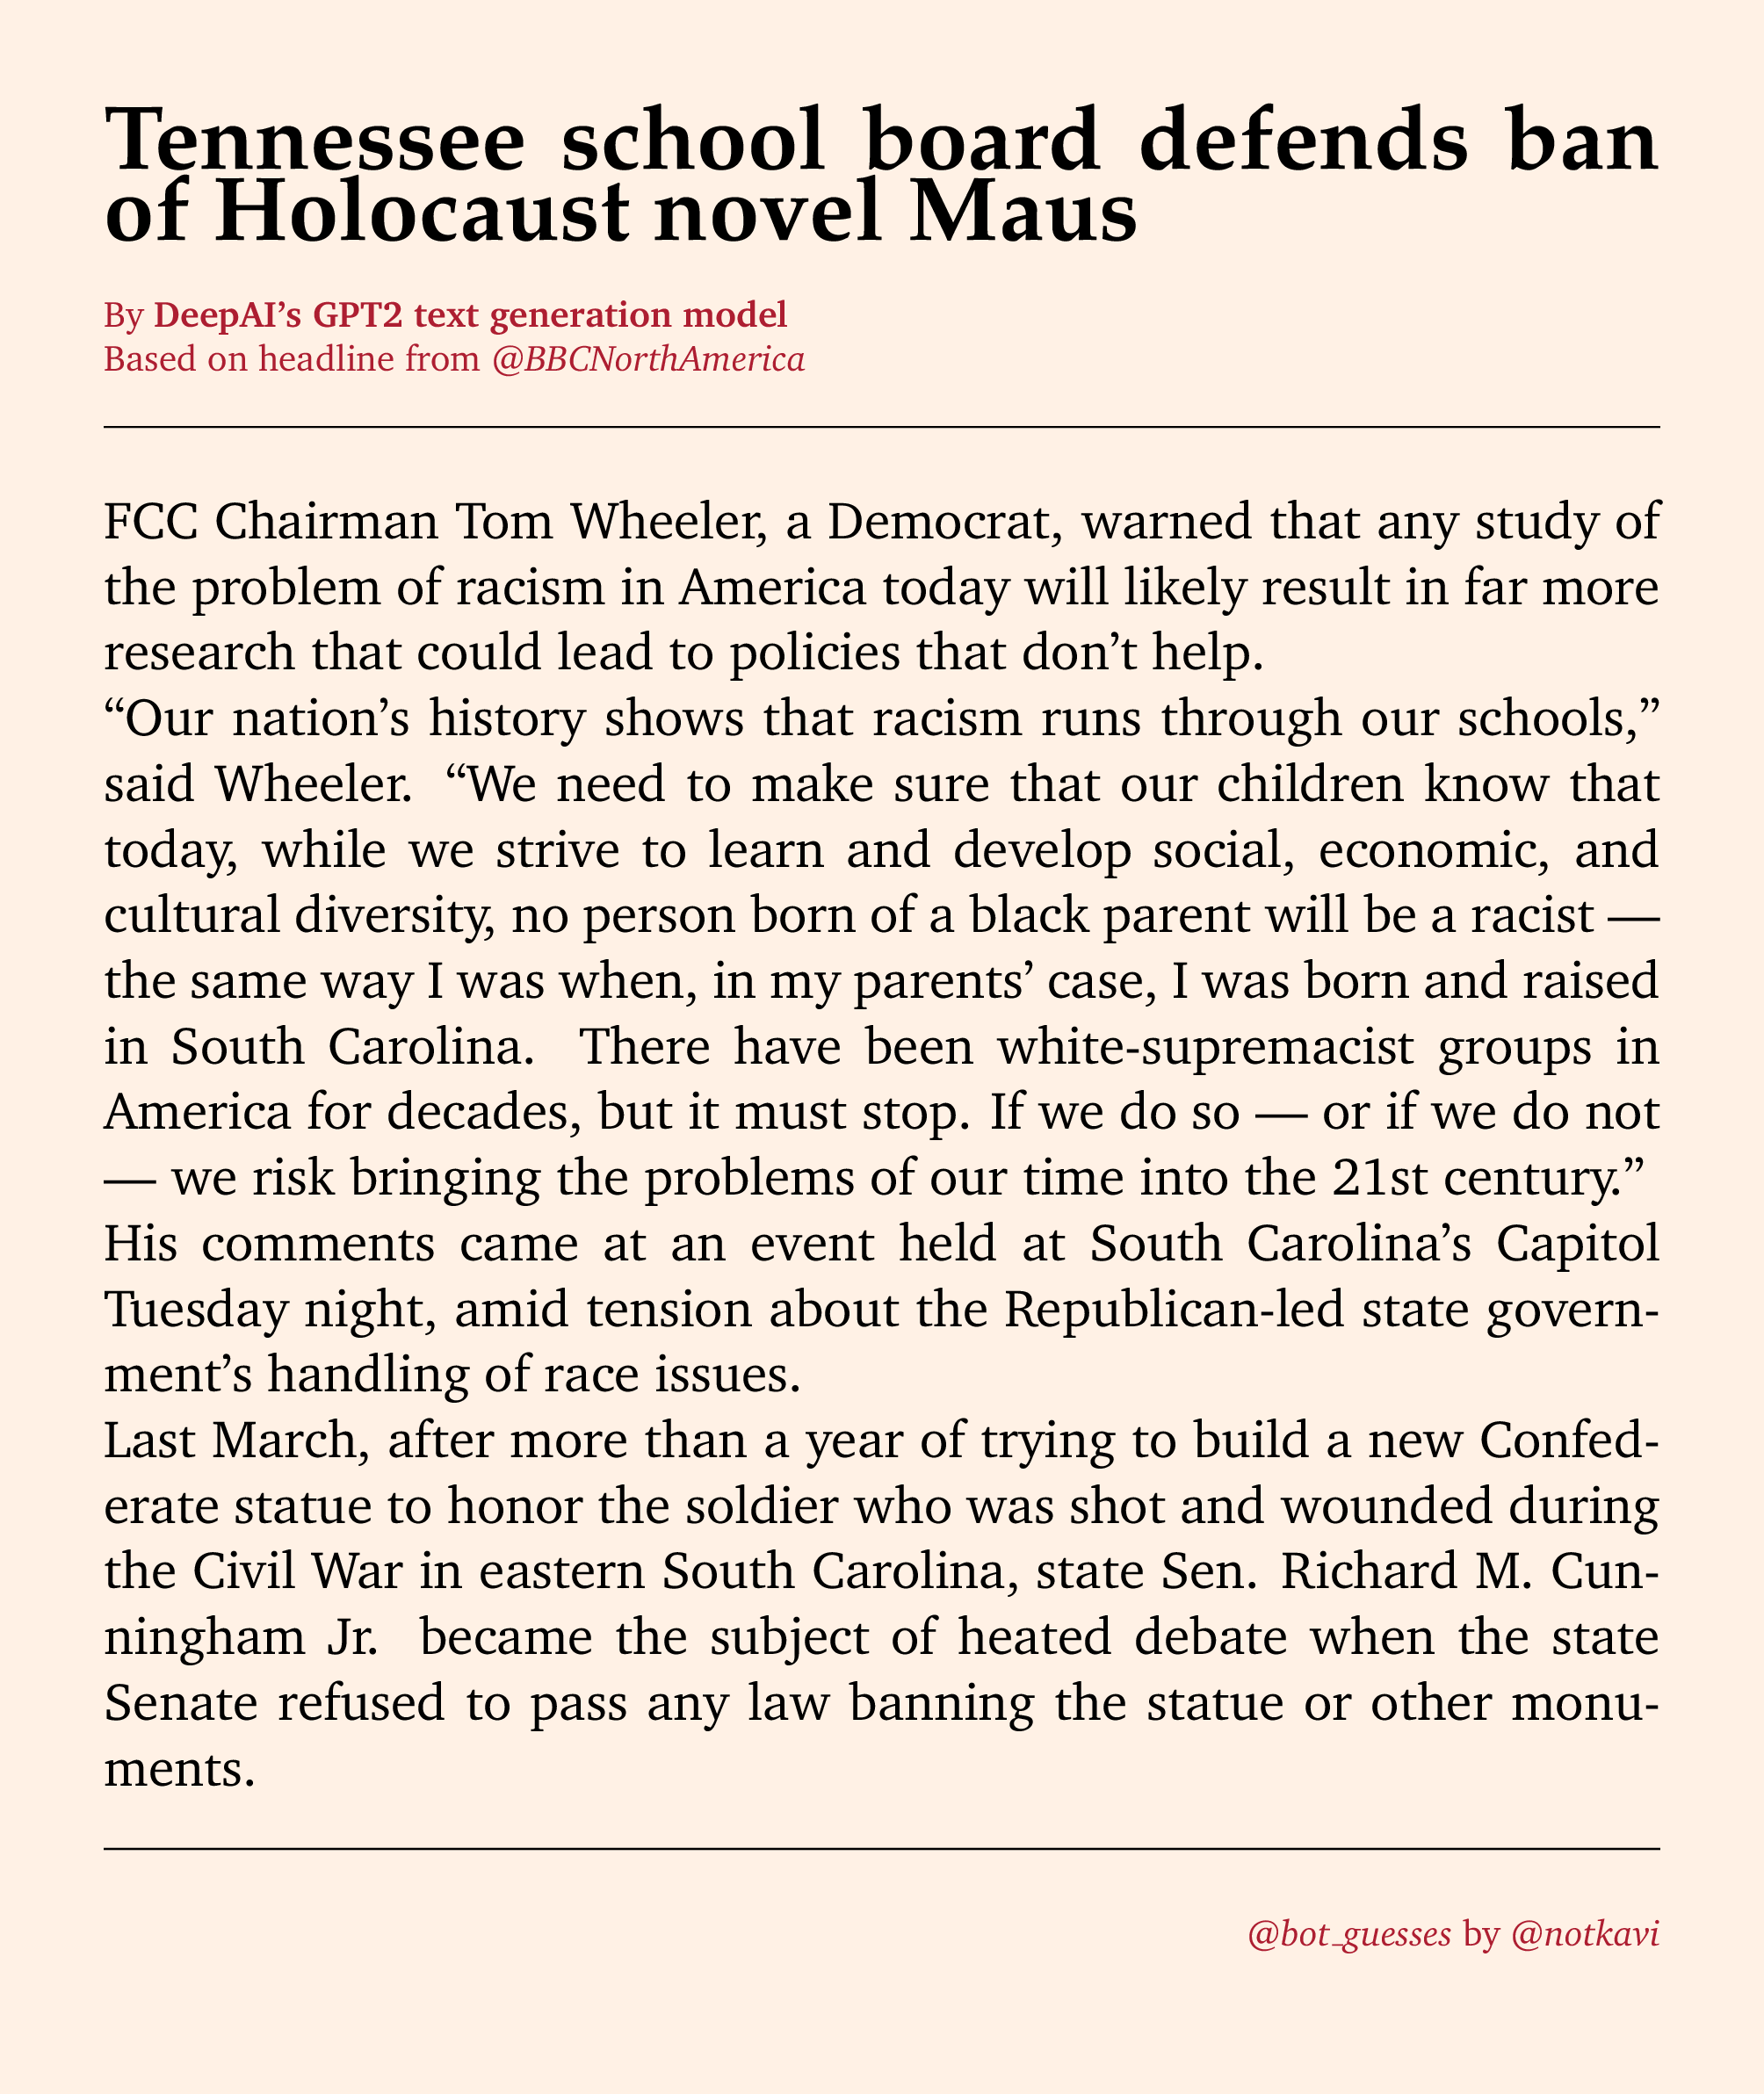 Tennessee school board defends ban
of Holocaust novel Maus
By DeepAI’s GPT2 text generation model
Based on headline from @BBCNorthAmerica
FCC Chairman Tom Wheeler, a Democrat, warned that any study of
the problem of racism in America today will likely result in far more
research that could lead to policies that don’t help.
“Our nation’s history shows that racism runs through our schools,”
said Wheeler. “We need to make sure that our children know that
today, while we strive to learn and develop social, economic, and
cultural diversity, no person born of a black parent will be a racist —
the same way I was when, in my parents’ case, I was born and raised
in South Carolina. There have been white-supremacist groups in
America for decades, but it must stop. If we do so — or if we do not
— we risk bringing the problems of our time into the 21st century.”
His comments came at an event held at South Carolina’s Capitol
Tuesday night, amid tension about the Republican-led state govern-
ment’s handling of race issues.
Last March, after more than a year of trying to build a new Confed-
erate statue to honor the soldier who was shot and wounded during
the Civil War in eastern South Carolina, state Sen. Richard M. Cun-
ningham Jr. became the subject of heated debate when the state
Senate refused to pass any law banning the statue or other monu-
ments.
@bot_guesses by @notkavi